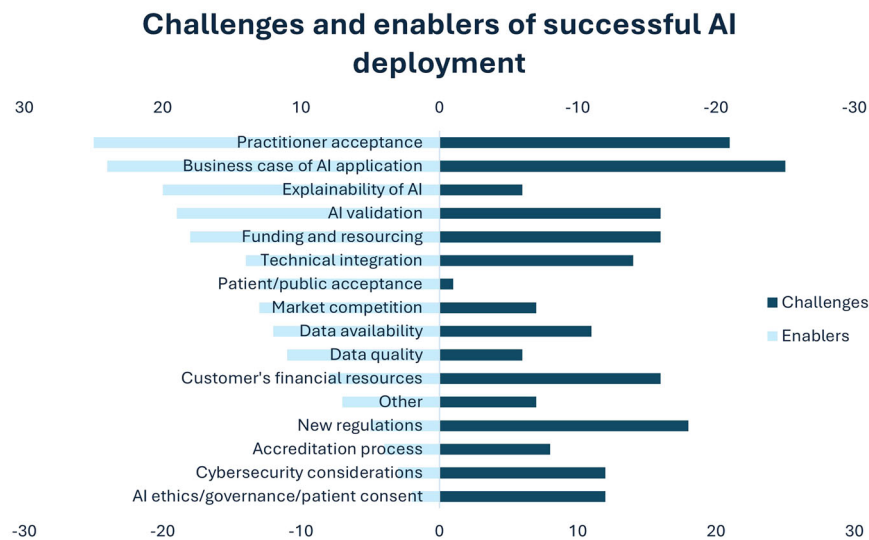 Challenges and enablers of successful AI
deployment
30 20 10 0 -10 -20 -30
Practitioner acceptance
Business case of AI application
Explainability of AI
AI validation
Funding and resourcing
Technical integration
Patient/public acceptance
Market competition
Data availability
Data quality
Customer's financial resources
Other
New regulations
Accreditation process
Cybersecurity considerations
AI ethics/governance/patient consent
Challenges
Enablers
-30 -20 -10 0 10 20 30